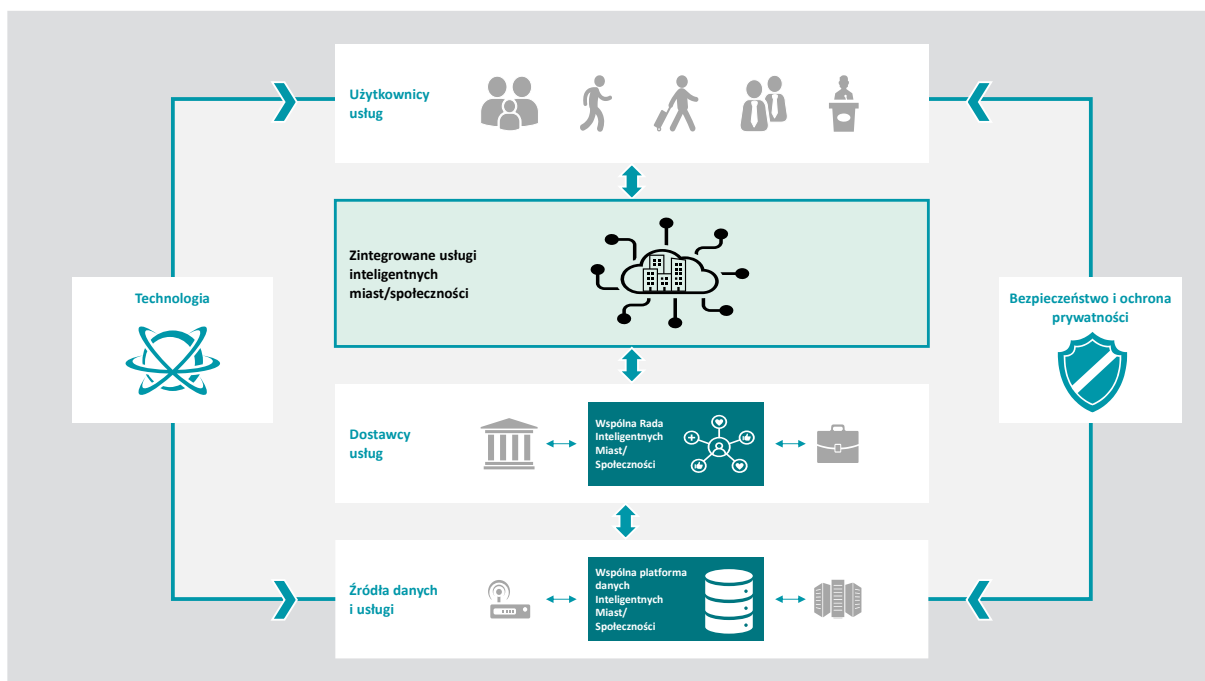 Użytkownicy
usług
Zintegrowane usługi
inteligentnych
miast/społeczności
Technologia
Bezpieczeństwo i ochrona
prywatności
Dostawcy
usług
Wspólna Rada
Inteligentnych
Miast/
Społeczności
Źródła danych
i usługi
Wspólna platforma
danych
Inteligentnych
Miast/
Społeczności